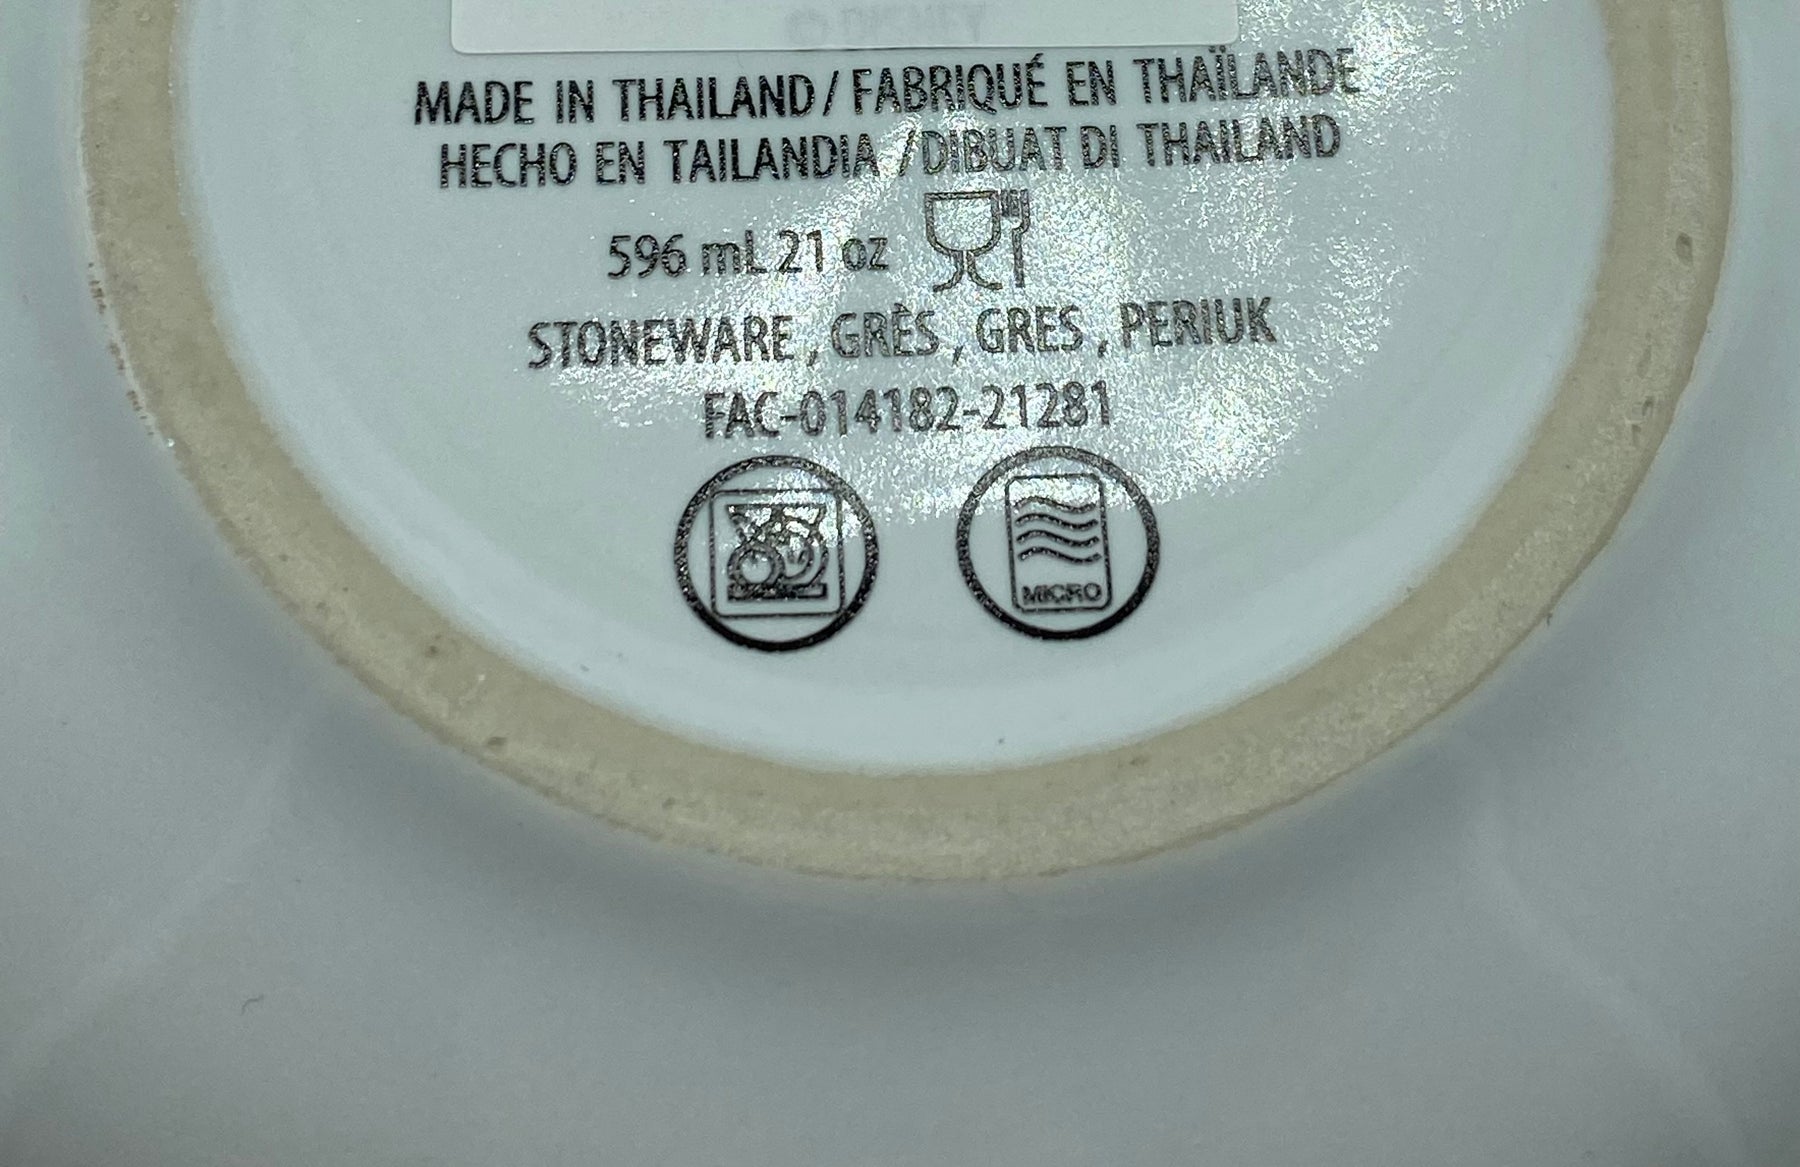 MADE IN THAILAND / FABRIQUÉ EN THAÏLANDE
HECHO EN TAILANDIA / DIBUAT DI THAILAND
596 mL 21 oz
STONEWARE , GRÈS , GRES , PERIUK
FAC-014182-21281
MICRO